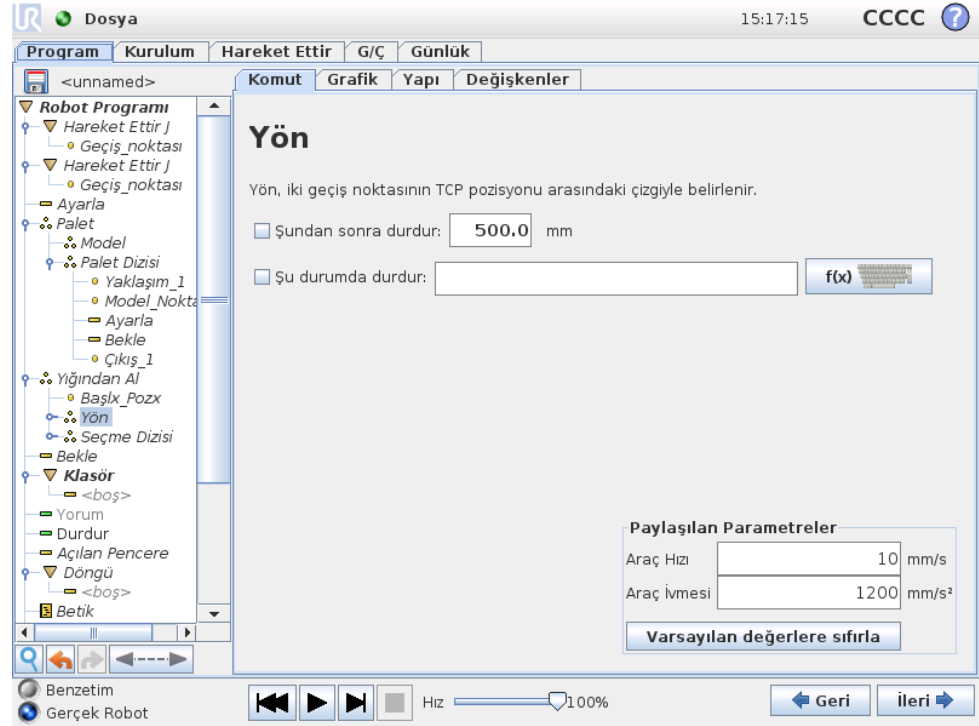 UR Dosya 15:17:15 CCCC ?
Program Kurulum Hareket Ettir G/Ç Günlük
<unnamed>
Komut Grafik Yapı Değişkenler
Robot Programı
Hareket Ettir J
Geçiş_noktası
Hareket Ettir J
Geçiş_noktası
Ayarla
Palet
Model
Palet Dizisi
Yaklaşım_1
Model_Nokta
Ayarla
Bekle
Çıkış_1
Yığından Al
Başlx_Pozx
Yön
Seçme Dizisi
Bekle
Klasör
<boş>
Yorum
Durdur
Açılan Pencere
Döngü
<boş>
Betik
Yön
Yön, iki geçiş noktasının TCP pozisyonu arasındaki çizgiyle belirlenir.
Şundan sonra durdur: 500.0 mm
Şu durumda durdur: f(x)
Paylaşılan Parametreler
Araç Hızı 10 mm/s
Araç İvmesi 1200 mm/s²
Varsayılan değerlere sıfırla
Benzetim
Gerçek Robot
Hız 100%
Geri İleri